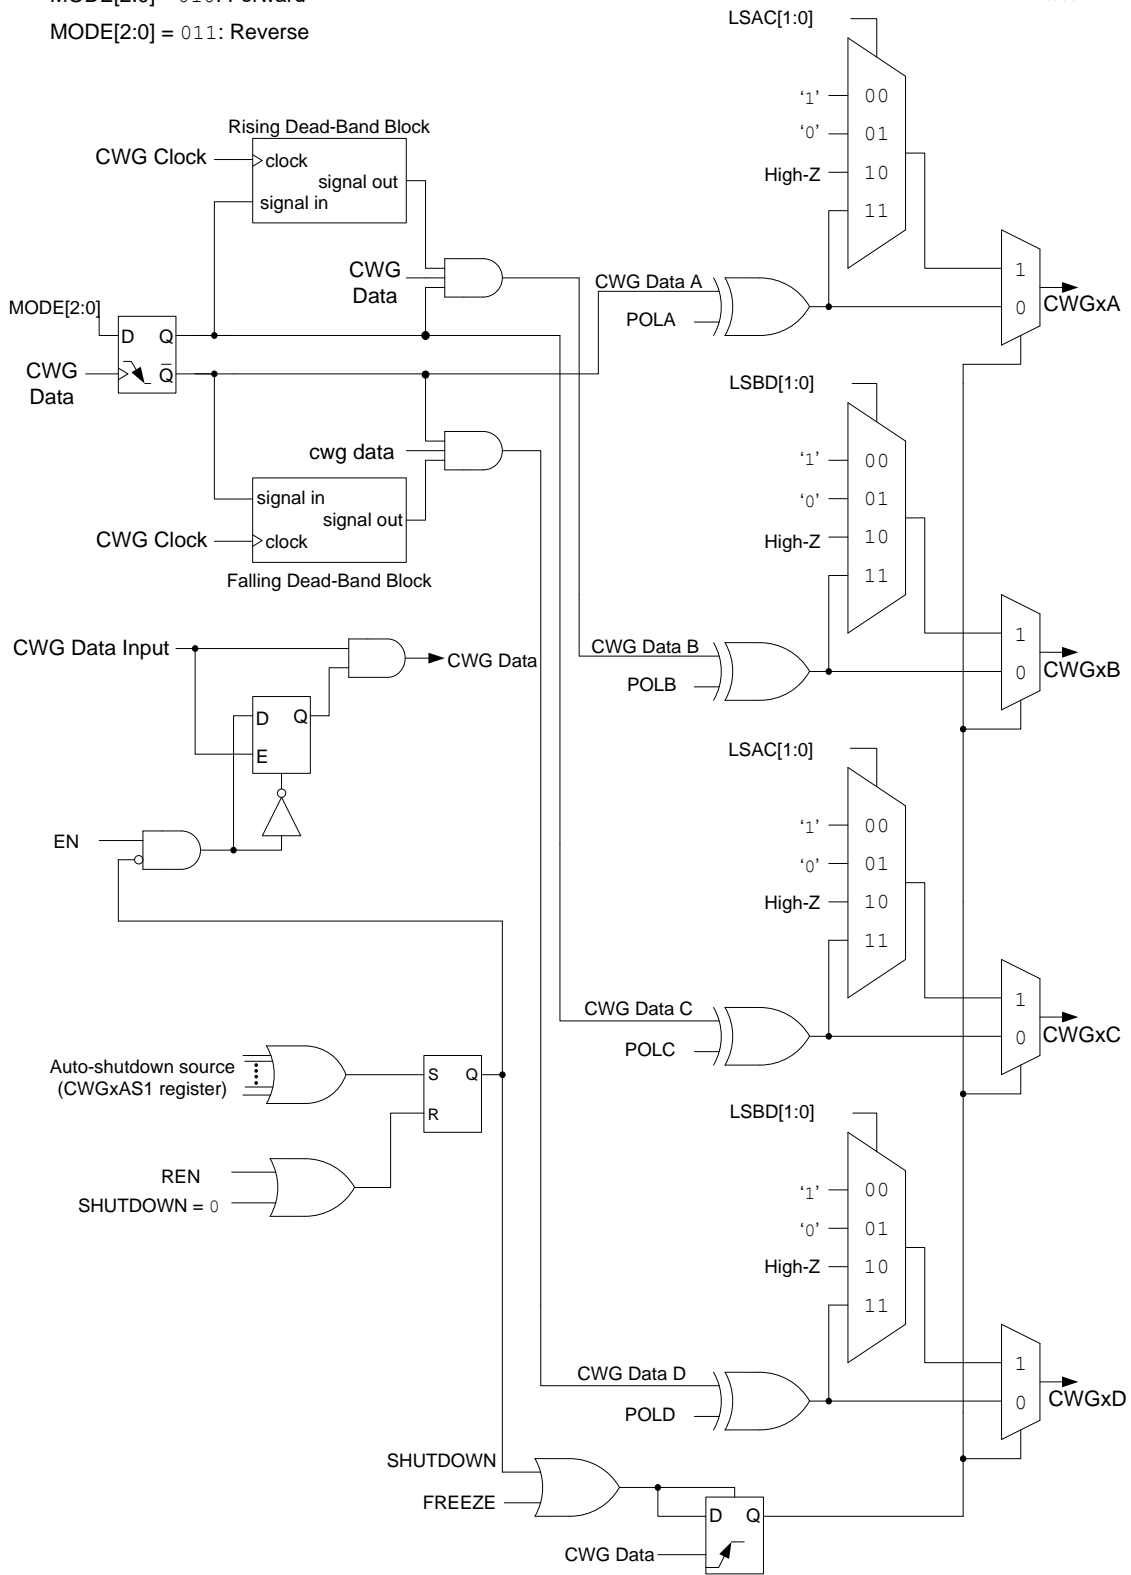 MODE[2:0] = 010: Forward
MODE[2:0] = 011: Reverse
Rising Dead-Band Block
CWG Clock
clock
signal out
signal in
CWG
Data
MODE[2:0]
D
Q
CWG
Data
Q̅
cwg data
signal in
signal out
CWG Clock
clock
Falling Dead-Band Block
CWG Data Input
CWG Data
D
Q
E
EN
Auto-shutdown source
(CWGxAS1 register)
S
Q
R
REN
SHUTDOWN = 0
SHUTDOWN
FREEZE
D
Q
CWG Data
LSAC[1:0]
'1'
00
'0'
01
High-Z
10
11
CWG Data A
POLA
1
0
CWGxA
LSBD[1:0]
'1'
00
'0'
01
High-Z
10
11
CWG Data B
POLB
1
0
CWGxB
LSAC[1:0]
'1'
00
'0'
01
High-Z
10
11
CWG Data C
POLC
1
0
CWGxC
LSBD[1:0]
'1'
00
'0'
01
High-Z
10
11
CWG Data D
POLD
1
0
CWGxD